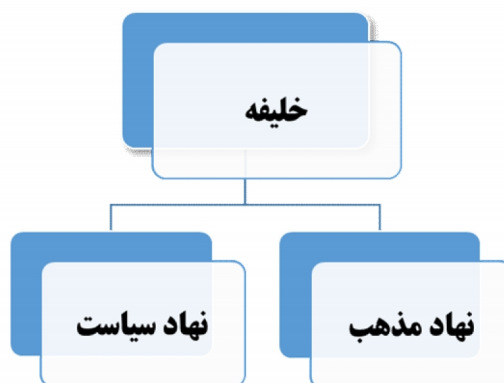 خلیفه
نهاد مذهب
نهاد سیاست